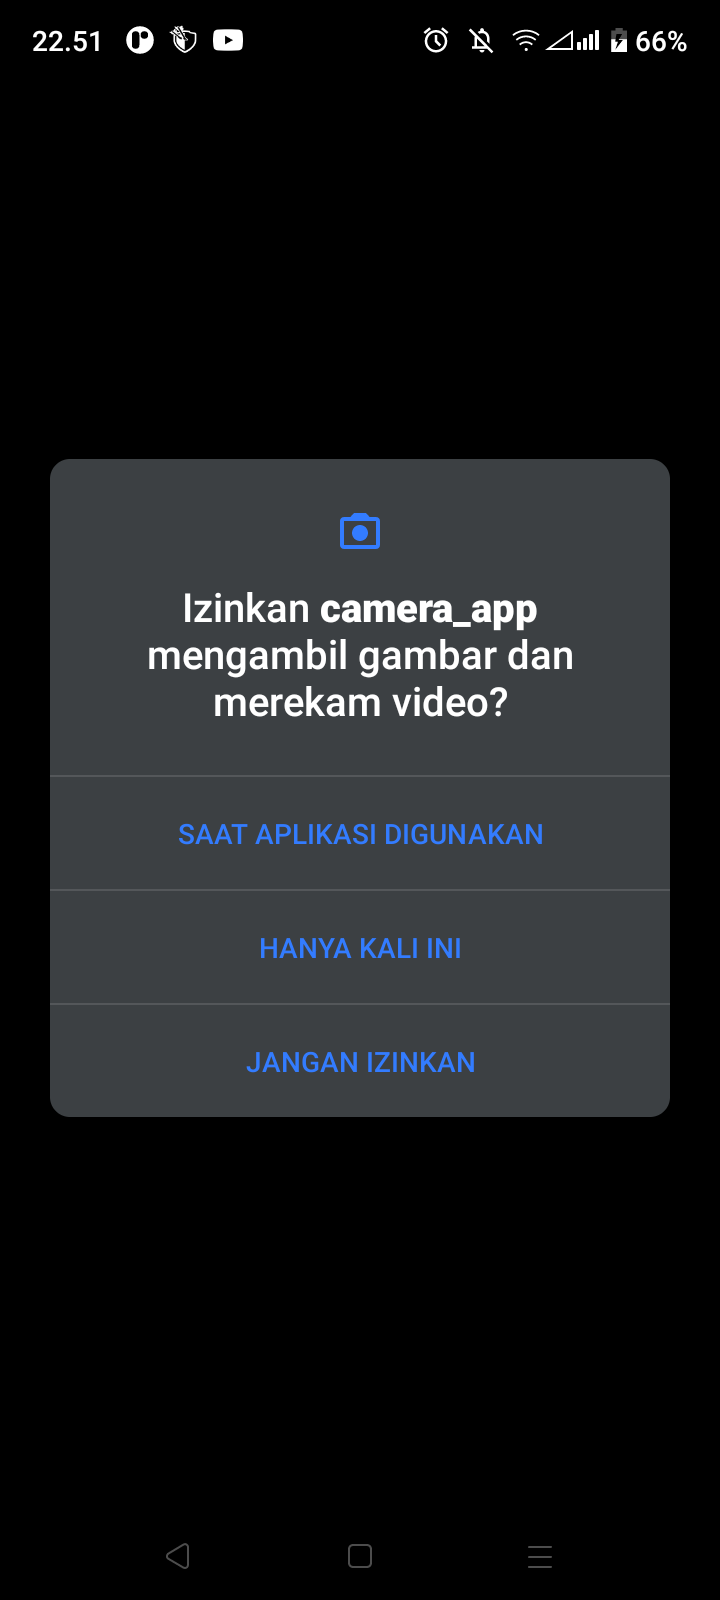 22.51
66%
Izinkan camera_app
mengambil gambar dan
merekam video?
SAAT APLIKASI DIGUNAKAN
HANYA KALI INI
JANGAN IZINKAN